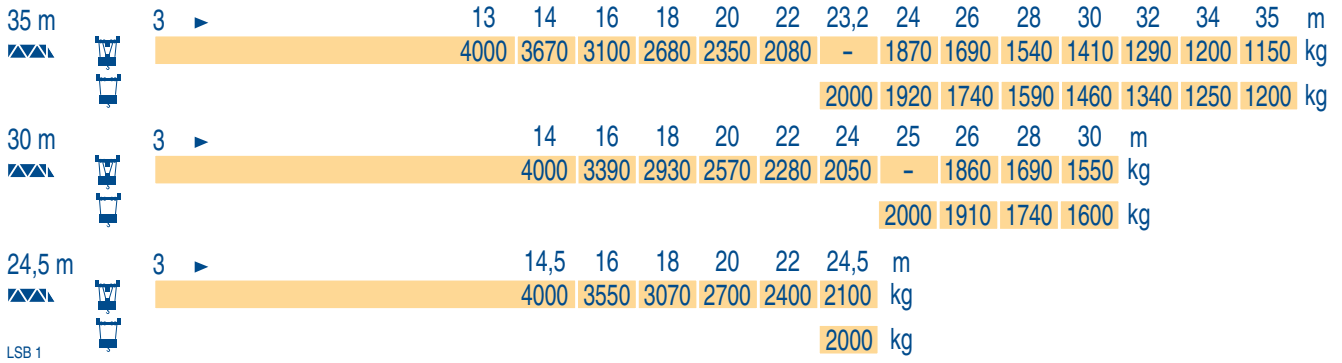 35 m 3 ► 13 14 16 18 20 22 23,2 24 26 28 30 32 34 35 m
4000 3670 3100 2680 2350 2080 – 1870 1690 1540 1410 1290 1200 1150 kg
2000 1920 1740 1590 1460 1340 1250 1200 kg
30 m 3 ► 14 16 18 20 22 24 25 26 28 30 m
4000 3390 2930 2570 2280 2050 – 1860 1690 1550 kg
2000 1910 1740 1600 kg
24,5 m 3 ► 14,5 16 18 20 22 24,5 m
4000 3550 3070 2700 2400 2100 kg
2000 kg
LSB 1